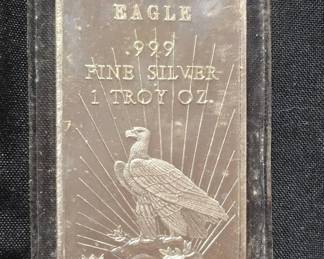 EAGLE
.999
FINE SILVER
1 TROY OZ.